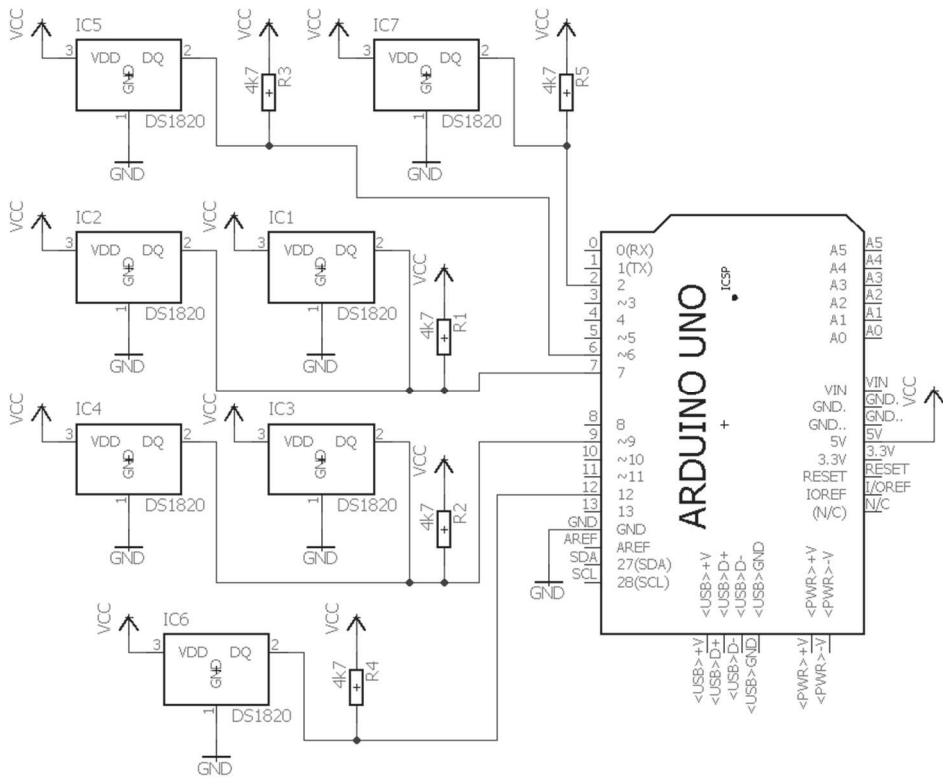 VCC
IC5
3
VDD
DQ
2
GND
1
DS1820
GND
VCC
4k7
R3
VCC
IC7
3
VDD
DQ
2
GND
1
DS1820
GND
VCC
4k7
R5
VCC
IC2
3
VDD
DQ
2
GND
1
DS1820
GND
VCC
IC1
3
VDD
DQ
2
GND
1
DS1820
GND
VCC
4k7
R1
VCC
IC4
3
VDD
DQ
2
GND
1
DS1820
GND
VCC
IC3
3
VDD
DQ
2
GND
1
DS1820
GND
VCC
4k7
R2
VCC
IC6
3
VDD
DQ
2
GND
1
DS1820
GND
VCC
4k7
R4
ARDUINO UNO
ICSP
0 0(RX)
1 1(TX)
2 2
3 ~3
4 4
5 ~5
6 ~6
7 7
8 8
9 ~9
10 ~10
11 ~11
12 12
13 13
GND GND
AREF AREF
SDA 27(SDA)
SCL 28(SCL)
GND
A5 A5
A4 A4
A3 A3
A2 A2
A1 A1
A0 A0
VIN VIN
GND. GND.
GND.. GND..
5V 5V
3.3V 3.3V
RESET RESET
IOREF I/OREF
(N/C) N/C
VCC
<USB>+V
<USB>D+
<USB>D-
<USB>GND
<PWR>+V
<PWR>-V
<USB>+V
<USB>D+
<USB>D-
<USB>GND
<PWR>+V
<PWR>-V